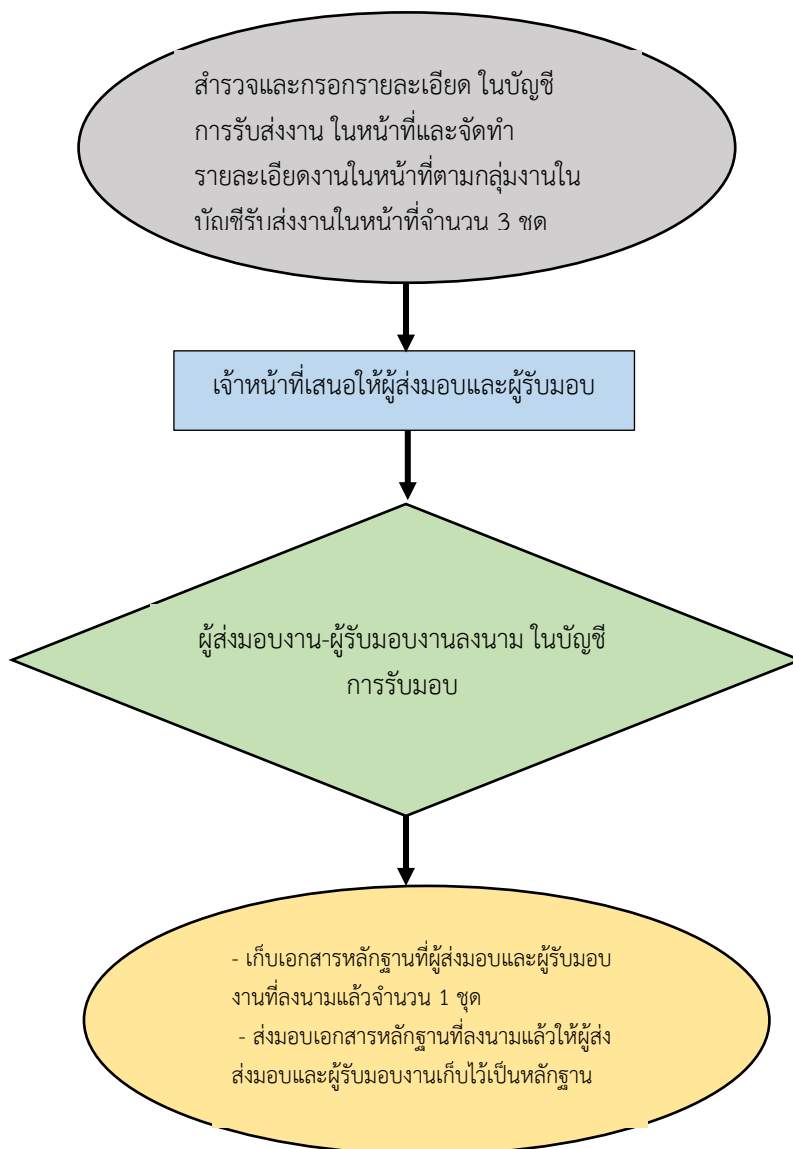 สำรวจและกรอกรายละเอียด ในบัญชี
การรับส่งงาน ในหน้าที่และจัดทำ
รายละเอียดงานในหน้าที่ตามกลุ่มงานใน
บัญชีรับส่งงานในหน้าที่จำนวน 3 ชุด
เจ้าหน้าที่เสนอให้ผู้ส่งมอบและผู้รับมอบ
ผู้ส่งมอบงาน-ผู้รับมอบงานลงนาม ในบัญชี
การรับมอบ
- เก็บเอกสารหลักฐานที่ผู้ส่งมอบและผู้รับมอบ
งานที่ลงนามแล้วจำนวน 1 ชุด
- ส่งมอบเอกสารหลักฐานที่ลงนามแล้วให้ผู้ส่ง
ส่งมอบและผู้รับมอบงานเก็บไว้เป็นหลักฐาน